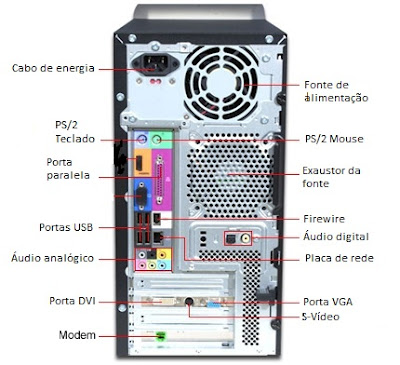 Cabo de energia
Fonte de
alimentação
PS/2
Teclado
PS/2 Mouse
Porta
paralela
Exaustor da
fonte
Firewire
Portas USB
Áudio digital
Áudio analógico
Placa de rede
Porta DVI
Porta VGA
S-Vídeo
Modem